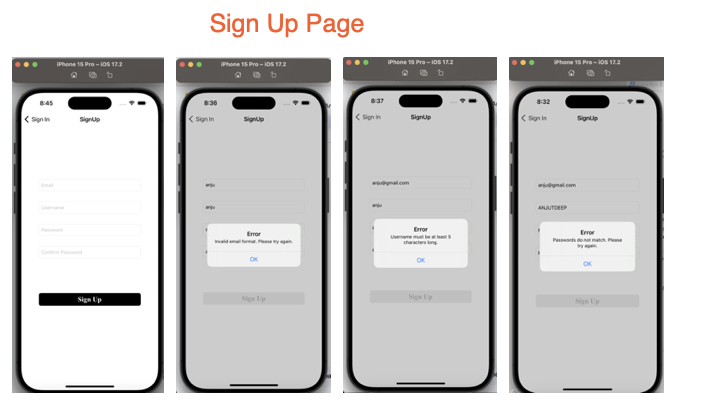 Sign Up Page
iPhone 15 Pro – iOS 17.2
8:45
Sign In
SignUp
Email
Username
Password
Confirm Password
Sign Up
iPhone 15 Pro – iOS 17.2
8:36
Sign In
SignUp
anju
anju
Error
Invalid email format. Please try again.
OK
Sign Up
iPhone 15 Pro – iOS 17.2
8:37
Sign In
SignUp
anju@gmail.com
anju
Error
Username must be at least 5
characters long.
OK
Sign Up
iPhone 15 Pro – iOS 17.2
8:32
Sign In
SignUp
anju@gmail.com
ANJUTDEEP
Error
Passwords do not match. Please
try again.
OK
Sign Up